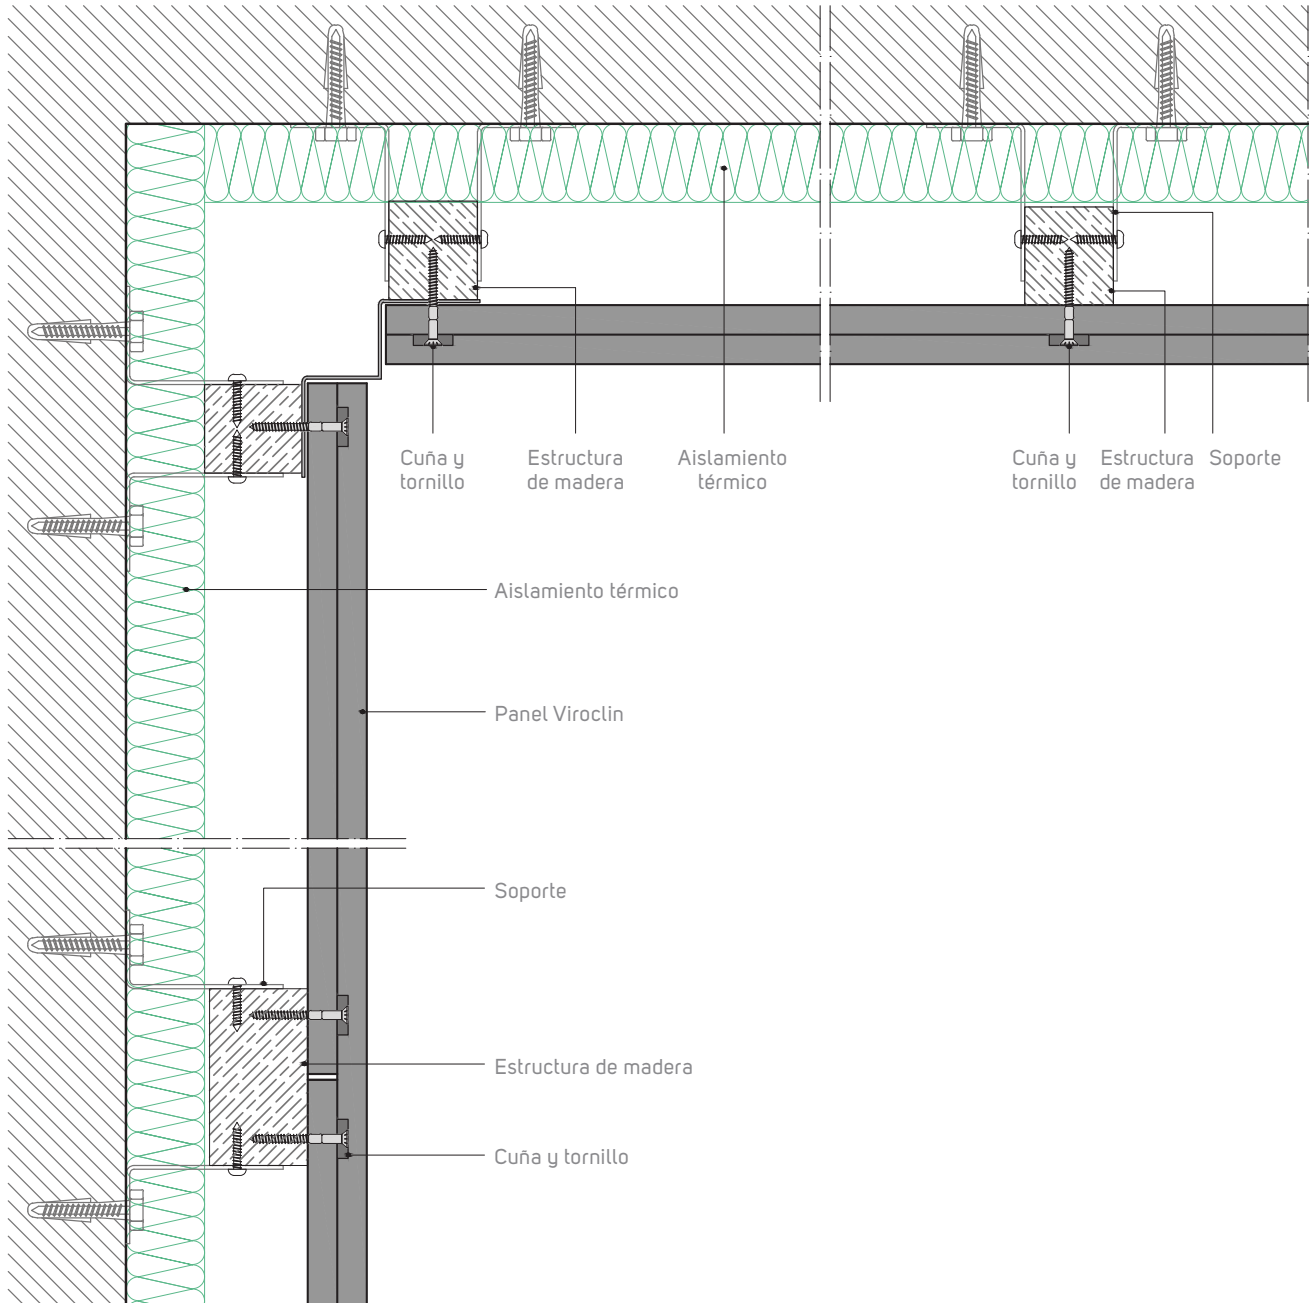 Cuña y
tornillo
Estructura
de madera
Aislamiento
térmico
Cuña y
tornillo
Estructura
de madera
Soporte
Aislamiento térmico
Panel Viroclin
Soporte
Estructura de madera
Cuña y tornillo